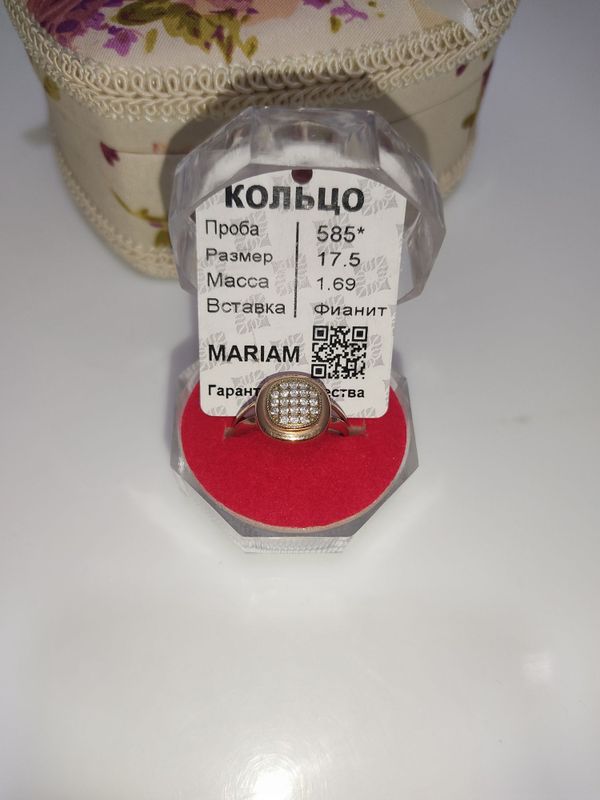 КОЛЬЦО
Проба 585*
Размер 17.5
Масса 1.69
Вставка Фианит
MARIAM